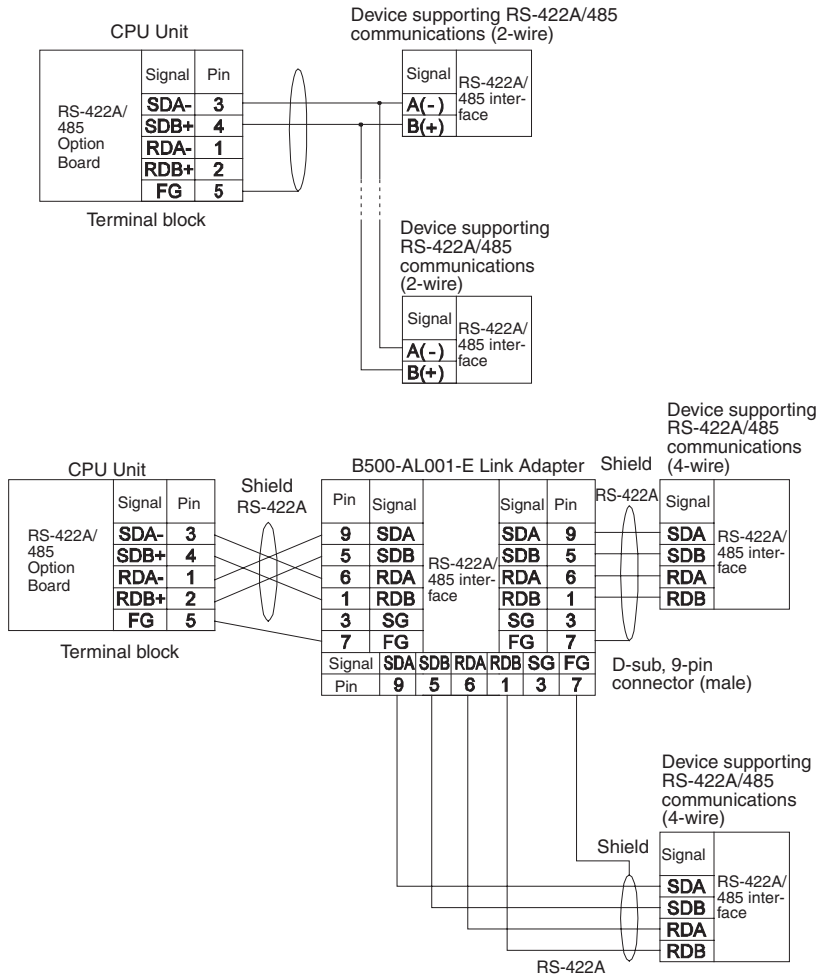 CPU Unit
Device supporting RS-422A/485
communications (2-wire)
RS-422A/
485
Option
Board
Signal Pin
SDA- 3
SDB+ 4
RDA- 1
RDB+ 2
FG 5
Terminal block
Signal
A(-)
B(+)
RS-422A/
485 inter-
face
Device supporting
RS-422A/485
communications
(2-wire)
Signal
A(-)
B(+)
RS-422A/
485 inter-
face
CPU Unit
RS-422A/
485
Option
Board
Signal Pin
SDA- 3
SDB+ 4
RDA- 1
RDB+ 2
FG 5
Terminal block
Shield
RS-422A
B500-AL001-E Link Adapter
Pin Signal
9 SDA
5 SDB
6 RDA
1 RDB
3 SG
7 FG
RS-422A/
485 inter-
face
Signal Pin
SDA 9
SDB 5
RDA 6
RDB 1
SG 3
FG 7
Signal SDA SDB RDA RDB SG FG
Pin 9 5 6 1 3 7
D-sub, 9-pin
connector (male)
Shield
RS-422A
Device supporting
RS-422A/485
communications
(4-wire)
Signal
SDA
SDB
RDA
RDB
RS-422A/
485 inter-
face
Device supporting
RS-422A/485
communications
(4-wire)
Shield
Signal
SDA
SDB
RDA
RDB
RS-422A/
485 inter-
face
RS-422A